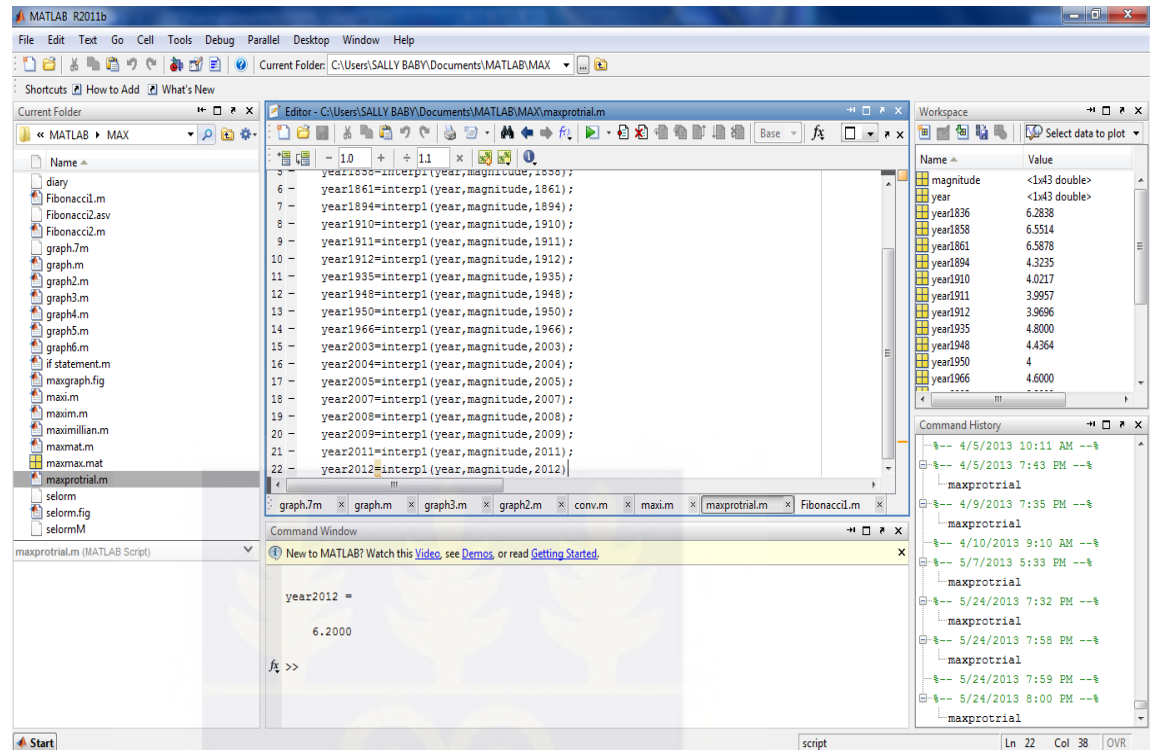 MATLAB R2011b
File Edit Text Go Cell Tools Debug Parallel Desktop Window Help
Current Folder: C:\Users\SALLY BABY\Documents\MATLAB\MAX
Shortcuts How to Add What's New
Current Folder
« MATLAB MAX
Name
diary
Fibonacci1.m
Fibonacci2.asv
Fibonacci2.m
graph.7m
graph.m
graph2.m
graph3.m
graph4.m
graph5.m
graph6.m
if statement.m
maxgraph.fig
maxi.m
maxim.m
maximillian.m
maxmat.m
maxmax.mat
maxprotrial.m
selorm
selorm.fig
selormM
maxprotrial.m (MATLAB Script)
Editor - C:\Users\SALLY BABY\Documents\MATLAB\MAX\maxprotrial.m
Base fx
- 1.0 + ÷ 1.1 ×
5 - year1858=interp1(year,magnitude,1858);
6 - year1861=interp1(year,magnitude,1861);
7 - year1894=interp1(year,magnitude,1894);
8 - year1910=interp1(year,magnitude,1910);
9 - year1911=interp1(year,magnitude,1911);
10 - year1912=interp1(year,magnitude,1912);
11 - year1935=interp1(year,magnitude,1935);
12 - year1948=interp1(year,magnitude,1948);
13 - year1950=interp1(year,magnitude,1950);
14 - year1966=interp1(year,magnitude,1966);
15 - year2003=interp1(year,magnitude,2003);
16 - year2004=interp1(year,magnitude,2004);
17 - year2005=interp1(year,magnitude,2005);
18 - year2007=interp1(year,magnitude,2007);
19 - year2008=interp1(year,magnitude,2008);
20 - year2009=interp1(year,magnitude,2009);
21 - year2011=interp1(year,magnitude,2011);
22 - year2012=interp1(year,magnitude,2012)
graph.7m × graph.m × graph3.m × graph2.m × conv.m × maxi.m × maxprotrial.m × Fibonacci1.m ×
Command Window
New to MATLAB? Watch this Video, see Demos, or read Getting Started.
year2012 =
6.2000
fx >>
Workspace
Select data to plot
Name Value
magnitude <1x43 double>
year <1x43 double>
year1836 6.2838
year1858 6.5514
year1861 6.5878
year1894 4.3235
year1910 4.0217
year1911 3.9957
year1912 3.9696
year1935 4.8000
year1948 4.4364
year1950 4
year1966 4.6000
Command History
%-- 4/5/2013 10:11 AM --%
%-- 4/5/2013 7:43 PM --%
maxprotrial
%-- 4/9/2013 7:35 PM --%
maxprotrial
%-- 4/10/2013 9:10 AM --%
%-- 5/7/2013 5:33 PM --%
maxprotrial
%-- 5/24/2013 7:32 PM --%
maxprotrial
%-- 5/24/2013 7:58 PM --%
maxprotrial
%-- 5/24/2013 7:59 PM --%
%-- 5/24/2013 8:00 PM --%
maxprotrial
Start
script Ln 22 Col 38 OVR